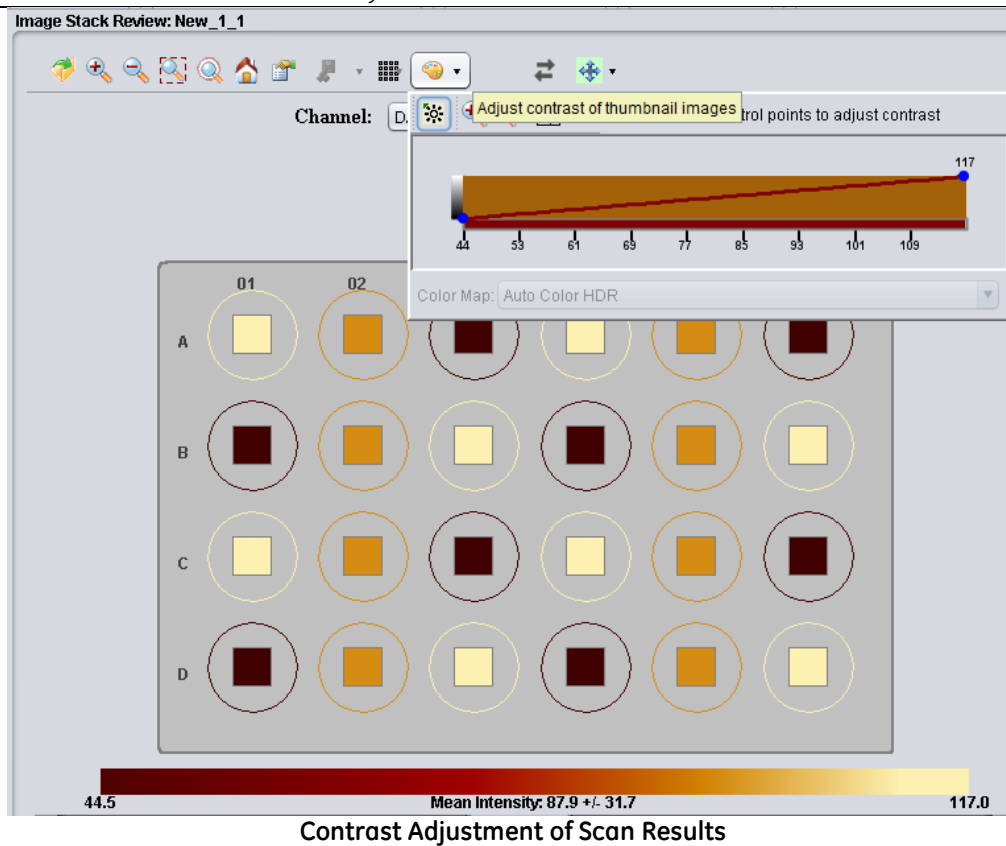 Image Stack Review: New_1_1
Channel: D
Adjust contrast of thumbnail images trol points to adjust contrast
117
44 53 61 69 77 85 93 101 109
01 02
Color Map: Auto Color HDR
A
B
C
D
44.5 Mean Intensity: 87.9 +/- 31.7 117.0
Contrast Adjustment of Scan Results